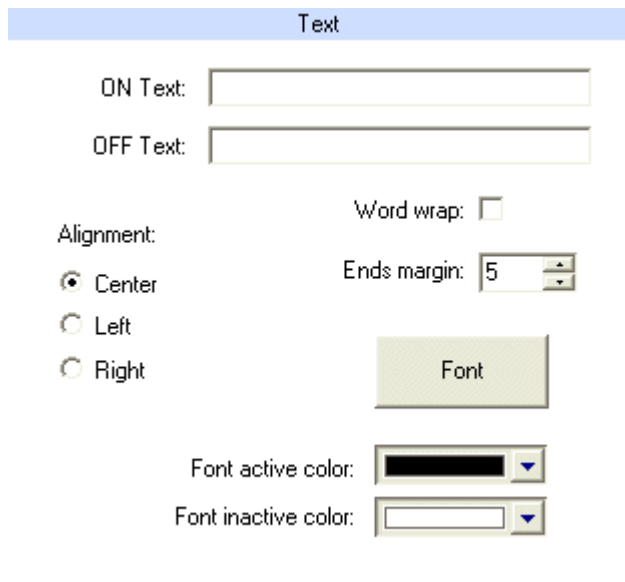 Text
ON Text:
OFF Text:
Word wrap:
Alignment:
Ends margin: 5
Center
Left
Right
Font
Font active color:
Font inactive color: